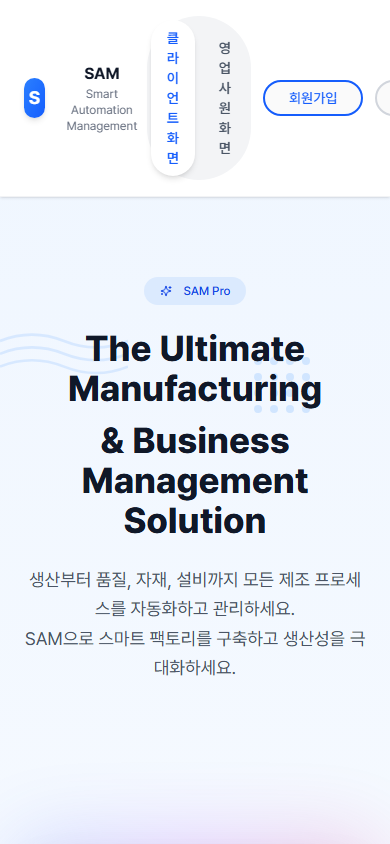 S
SAM
Smart
Automation
Management
클
라
이
언
트
화
면
영
업
사
원
화
면
회원가입
SAM Pro
The Ultimate
Manufacturing
& Business
Management
Solution
생산부터 품질, 자재, 설비까지 모든 제조 프로세
스를 자동화하고 관리하세요.
SAM으로 스마트 팩토리를 구축하고 생산성을 극
대화하세요.